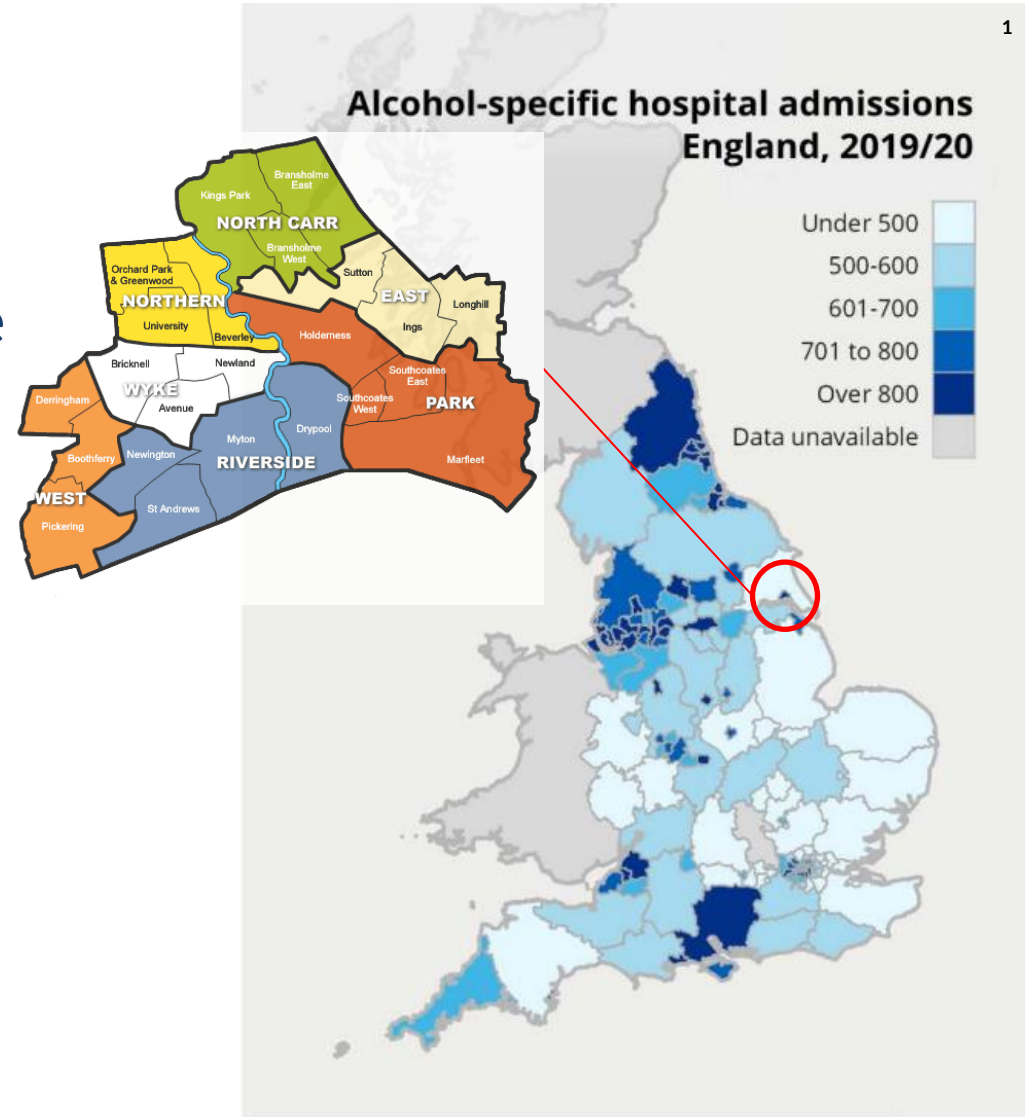 1
Alcohol-specific hospital admissions
England, 2019/20
Under 500
500-600
601-700
701 to 800
Over 800
Data unavailable
e
Bransholme
East
Kings Park
NORTH CARR
Bransholme
West
Orchard Park
& Greenwood
NORTHERN
University
Beverley
Sutton
EAST
Longhill
Ings
Holderness
Southcoates
East
Southcoates
West
PARK
Marfleet
Bricknell
Newland
WYKE
Avenue
Derringham
Boothferry
WEST
Pickering
Newington
Myton
Drypool
RIVERSIDE
St Andrews